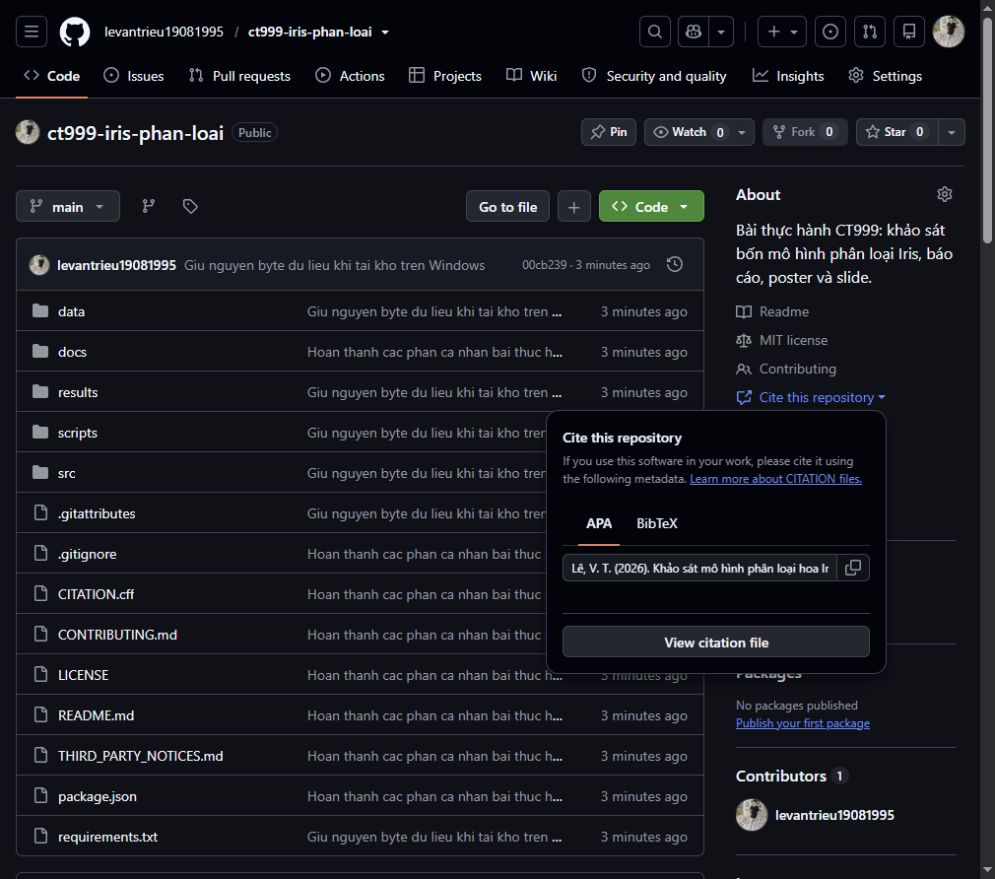 levantrieu19081995 / ct999-iris-phan-loai
Code Issues Pull requests Actions Projects Wiki Security and quality Insights Settings
ct999-iris-phan-loai Public
Pin Watch 0 Fork 0 Star 0
main Go to file Code
levantrieu19081995 Giu nguyen byte du lieu khi tai kho tren Windows 00cb239 · 3 minutes ago
data Giu nguyen byte du lieu khi tai kho tren ... 3 minutes ago
docs Hoan thanh cac phan ca nhan bai thuc h... 3 minutes ago
results Giu nguyen byte du lieu khi tai kho tren ... 3 minutes ago
scripts Giu nguyen byte du lieu khi tai kho tren
src Giu nguyen byte du lieu khi tai kho tren
.gitattributes Giu nguyen byte du lieu khi tai kho tren
.gitignore Hoan thanh cac phan ca nhan bai thuc
CITATION.cff Hoan thanh cac phan ca nhan bai thuc
CONTRIBUTING.md Hoan thanh cac phan ca nhan bai thuc
LICENSE Hoan thanh cac phan ca nhan bai thuc h... 3 minutes ago
README.md Hoan thanh cac phan ca nhan bai thuc h... 3 minutes ago
THIRD_PARTY_NOTICES.md Hoan thanh cac phan ca nhan bai thuc h... 3 minutes ago
package.json Hoan thanh cac phan ca nhan bai thuc h... 3 minutes ago
requirements.txt Giu nguyen byte du lieu khi tai kho tren ... 3 minutes ago
About
Bài thực hành CT999: khảo sát
bốn mô hình phân loại Iris, báo
cáo, poster và slide.
Readme
MIT license
Contributing
Cite this repository
Cite this repository
If you use this software in your work, please cite it using
the following metadata. Learn more about CITATION files.
APA BibTeX
Lê, V. T. (2026). Khảo sát mô hình phân loại hoa Ir
View citation file
Packages
No packages published
Publish your first package
Contributors 1
levantrieu19081995